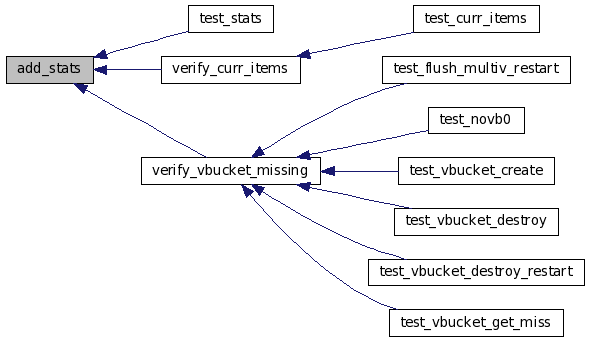 test_stats
test_curr_items
add_stats
verify_curr_items
test_flush_multiv_restart
test_novb0
verify_vbucket_missing
test_vbucket_create
test_vbucket_destroy
test_vbucket_destroy_restart
test_vbucket_get_miss